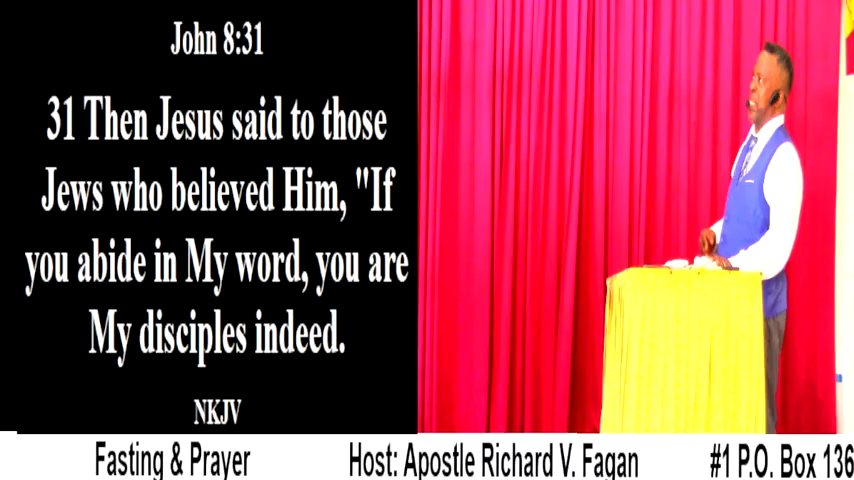 John 8:31
31 Then Jesus said to those
Jews who believed Him, "If
you abide in My word, you are
My disciples indeed.
NKJV
Fasting & Prayer Host: Apostle Richard V. Fagan #1 P.O. Box 136